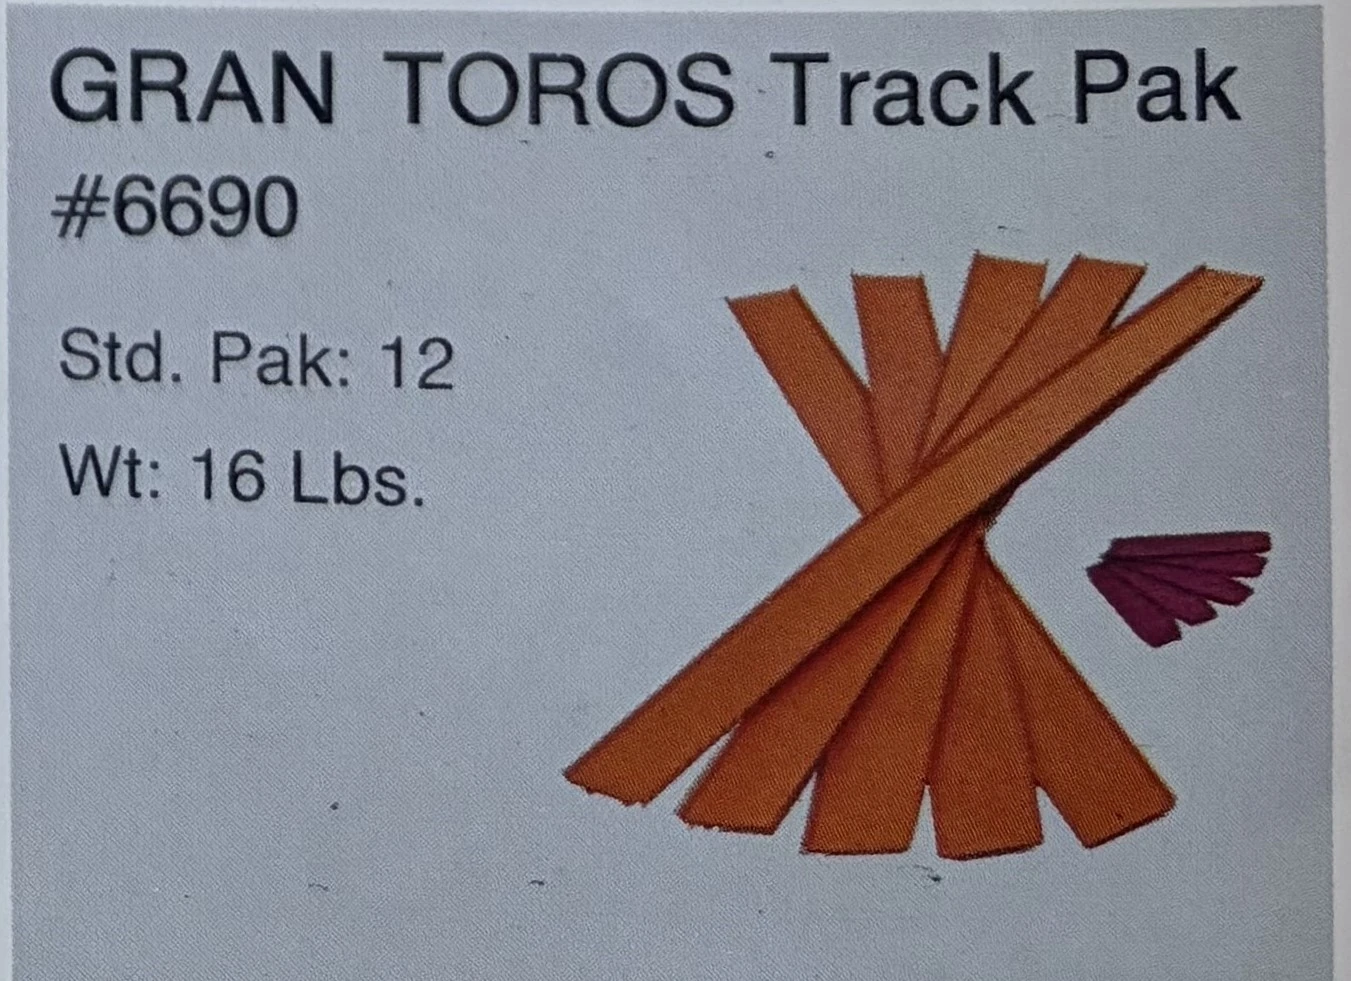 GRAN TOROS Track Pak
#6690
Std. Pak: 12
Wt: 16 Lbs.